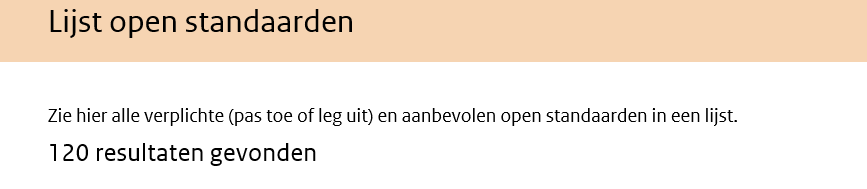 Lijst open standaarden
Zie hier alle verplichte (pas toe of leg uit) en aanbevolen open standaarden in een lijst.
120 resultaten gevonden